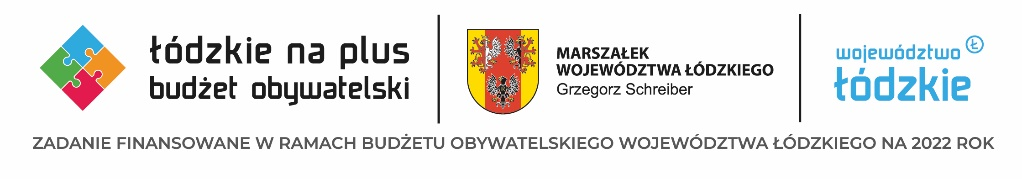 łódzkie na plus
budżet obywatelski
MARSZAŁEK
WOJEWÓDZTWA ŁÓDZKIEGO
Grzegorz Schreiber
województwo Ł
łódzkie
ZADANIE FINANSOWANE W RAMACH BUDŻETU OBYWATELSKIEGO WOJEWÓDZTWA ŁÓDZKIEGO NA 2022 ROK